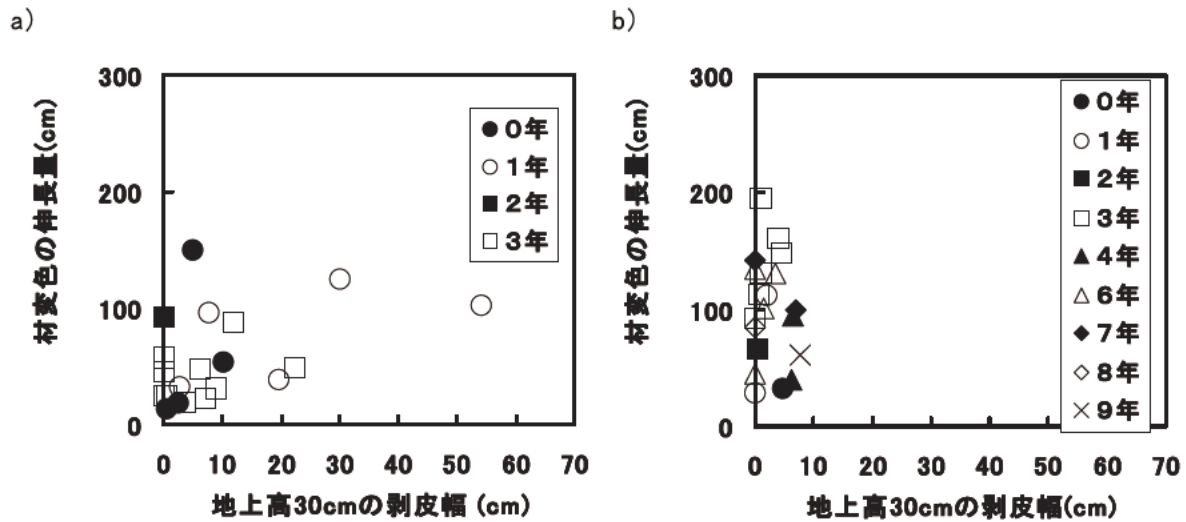 a)
300
200
100
0
0 10 20 30 40 50 60 70
材変色の伸長量(cm)
地上高30cmの剥皮幅 (cm)
0年
1年
2年
3年
b)
300
200
100
0
0 10 20 30 40 50 60 70
材変色の伸長量(cm)
地上高30cmの剥皮幅(cm)
0年
1年
2年
3年
4年
6年
7年
8年
9年